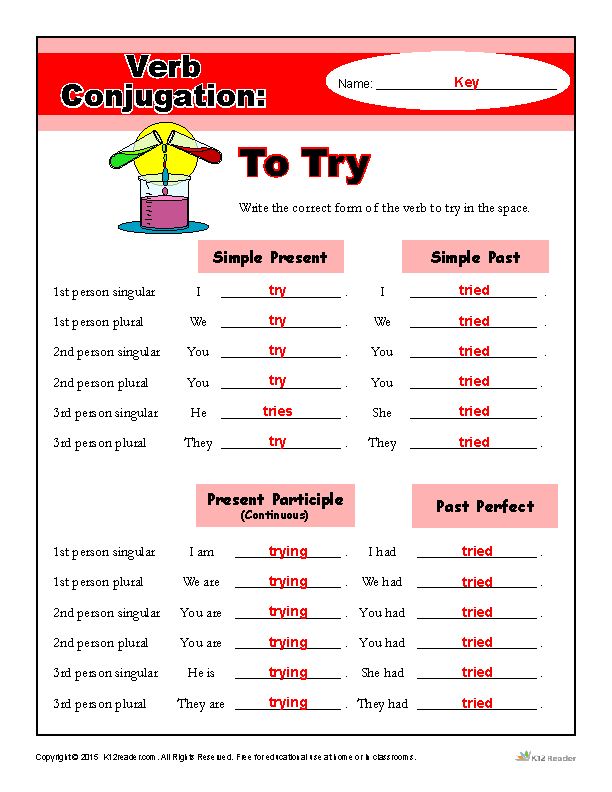 Verb
Conjugation:
Name: Key
To Try
Write the correct form of the verb to try in the space.
Simple Present Simple Past
1st person singular I try . I tried .
1st person plural We try . We tried .
2nd person singular You try . You tried .
2nd person plural You try . You tried .
3rd person singular He tries . She tried .
3rd person plural They try . They tried .
Present Participle Past Perfect
(Continuous)
1st person singular I am trying . I had tried .
1st person plural We are trying . We had tried .
2nd person singular You are trying . You had tried .
2nd person plural You are trying . You had tried .
3rd person singular He is trying . She had tried .
3rd person plural They are trying . They had tried .
Copyright © 2015 K12reader.com. All Rights Reserved. Free for educational use at home or in classrooms.
K12 Reader